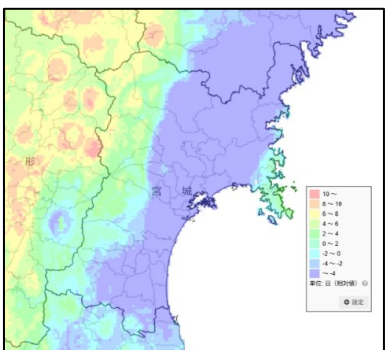 形
宮 城
10 ～
8 ～ 10
6 ～ 8
4 ～ 6
2 ～ 4
0 ～ 2
-2 ～ 0
-4 ～ -2
～ -4
単位: 日 (相対値)
設定